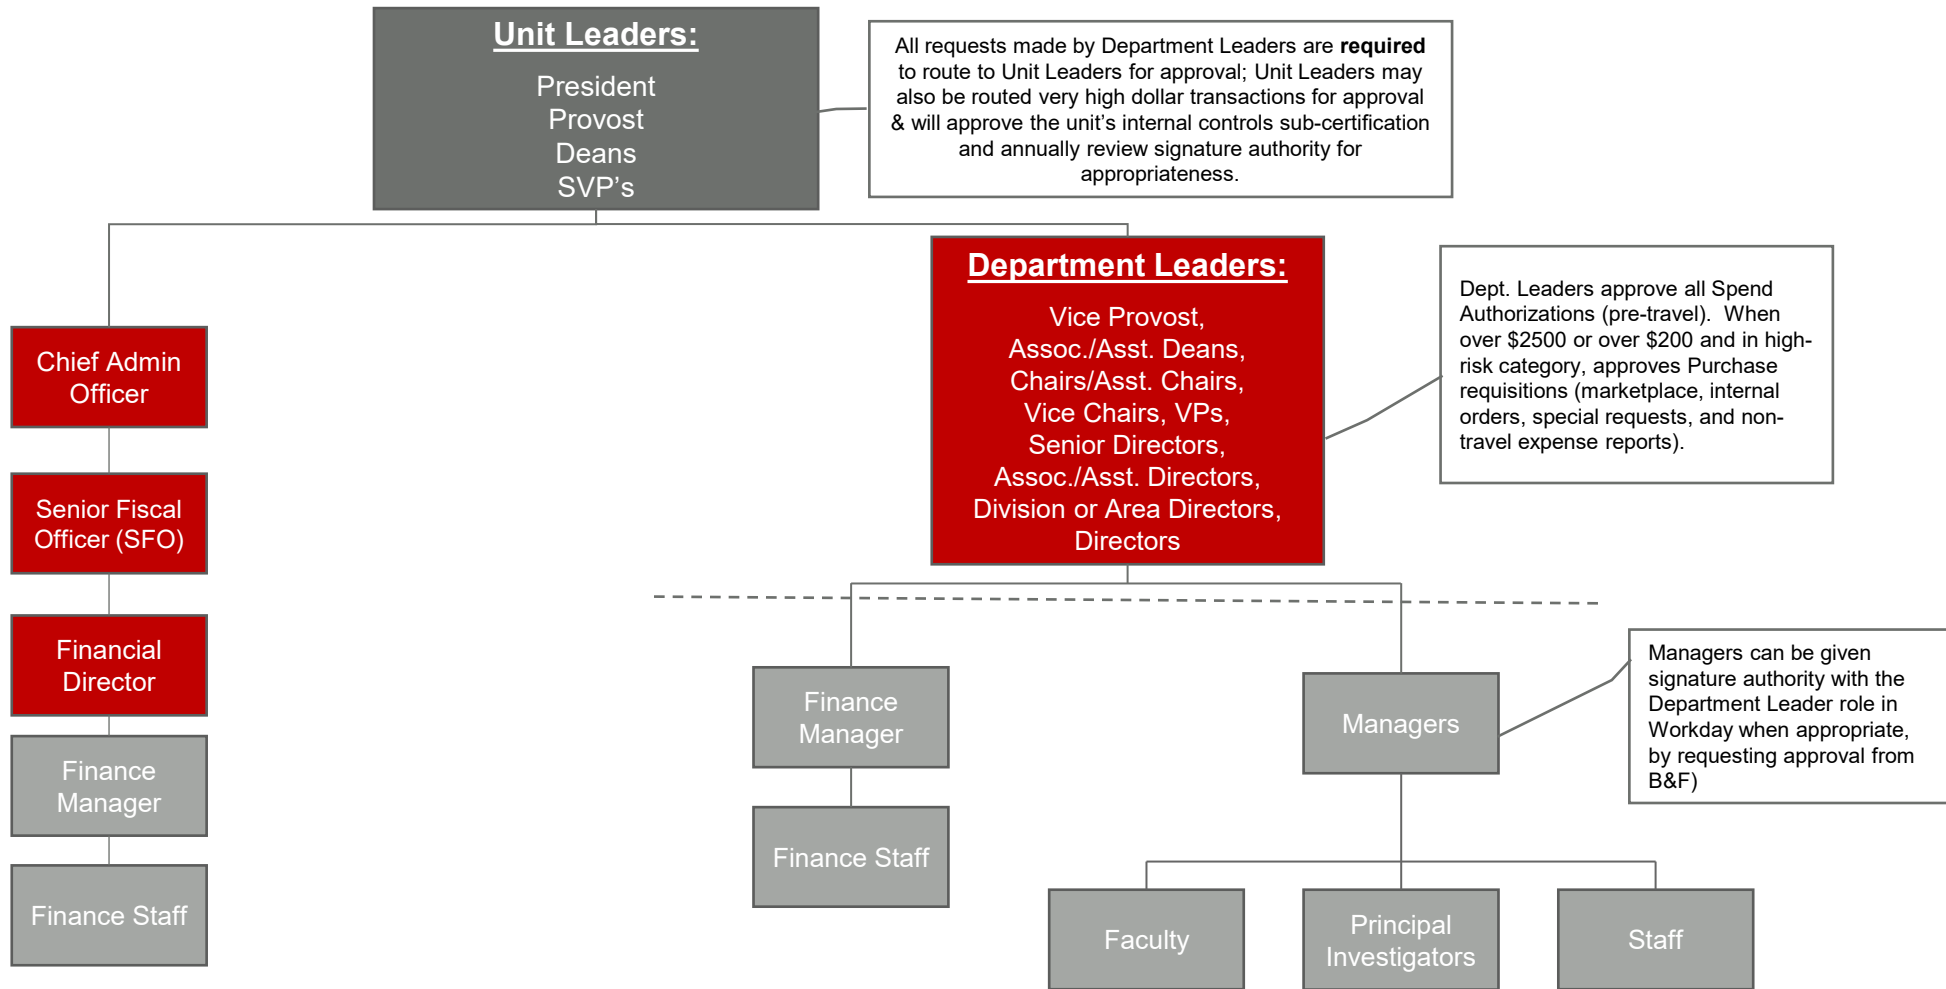 Unit Leaders:
President
Provost
Deans
SVP’s
All requests made by Department Leaders are required
to route to Unit Leaders for approval; Unit Leaders may
also be routed very high dollar transactions for approval
& will approve the unit’s internal controls sub-certification
and annually review signature authority for
appropriateness.
Department Leaders:
Vice Provost,
Assoc./Asst. Deans,
Chairs/Asst. Chairs,
Vice Chairs, VPs,
Senior Directors,
Assoc./Asst. Directors,
Division or Area Directors,
Directors
Dept. Leaders approve all Spend
Authorizations (pre-travel).  When
over $2500 or over $200 and in high-
risk category, approves Purchase
requisitions (marketplace, internal
orders, special requests, and non-
travel expense reports).
Chief Admin
Officer
Senior Fiscal
Officer (SFO)
Financial
Director
Finance
Manager
Finance Staff
Finance
Manager
Finance Staff
Managers
Managers can be given
signature authority with the
Department Leader role in
Workday when appropriate,
by requesting approval from
B&F)
Faculty
Principal
Investigators
Staff